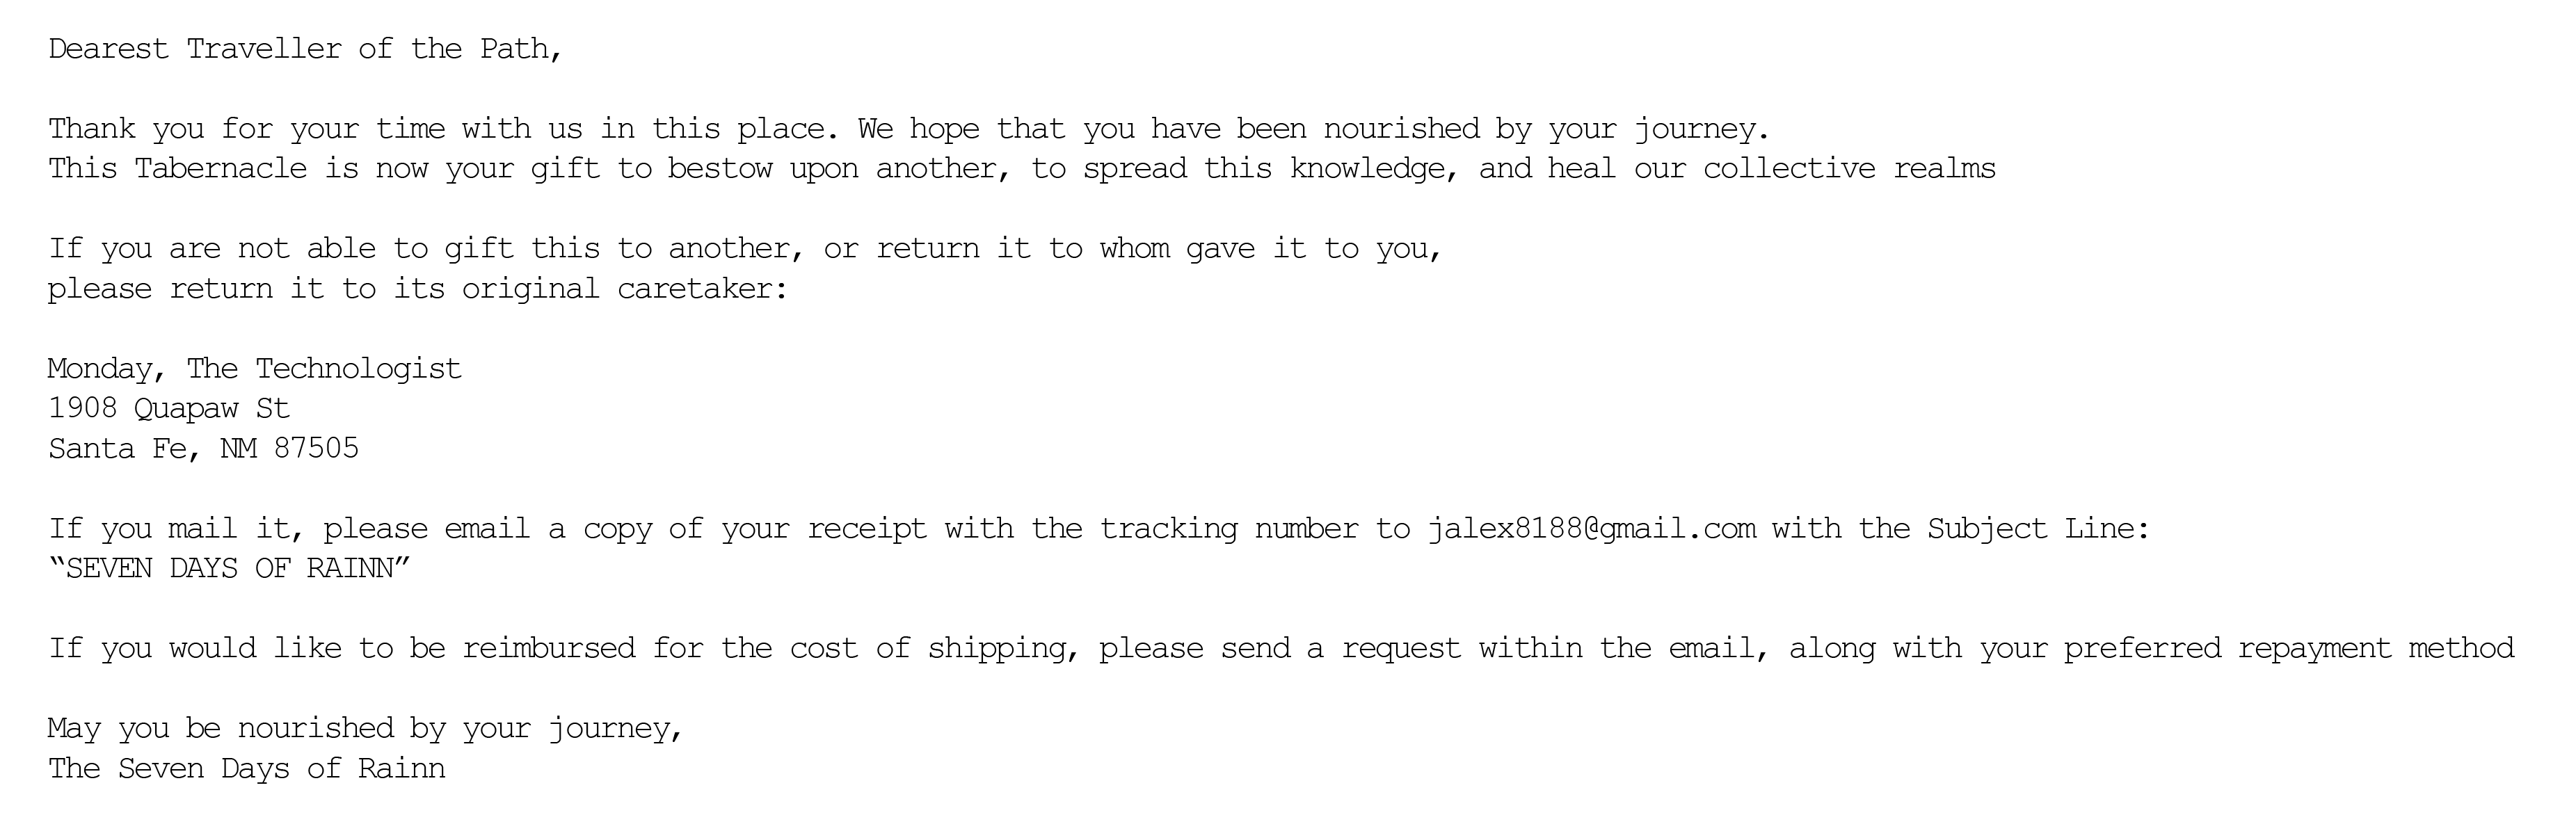 Dearest Traveller of the Path,
Thank you for your time with us in this place. We hope that you have been nourished by your journey.
This Tabernacle is now your gift to bestow upon another, to spread this knowledge, and heal our collective realms
If you are not able to gift this to another, or return it to whom gave it to you,
please return it to its original caretaker:
Monday, The Technologist
1908 Quapaw St
Santa Fe, NM 87505
If you mail it, please email a copy of your receipt with the tracking number to jalex8188@gmail.com with the Subject Line:
“SEVEN DAYS OF RAINN”
If you would like to be reimbursed for the cost of shipping, please send a request within the email, along with your preferred repayment method
May you be nourished by your journey,
The Seven Days of Rainn